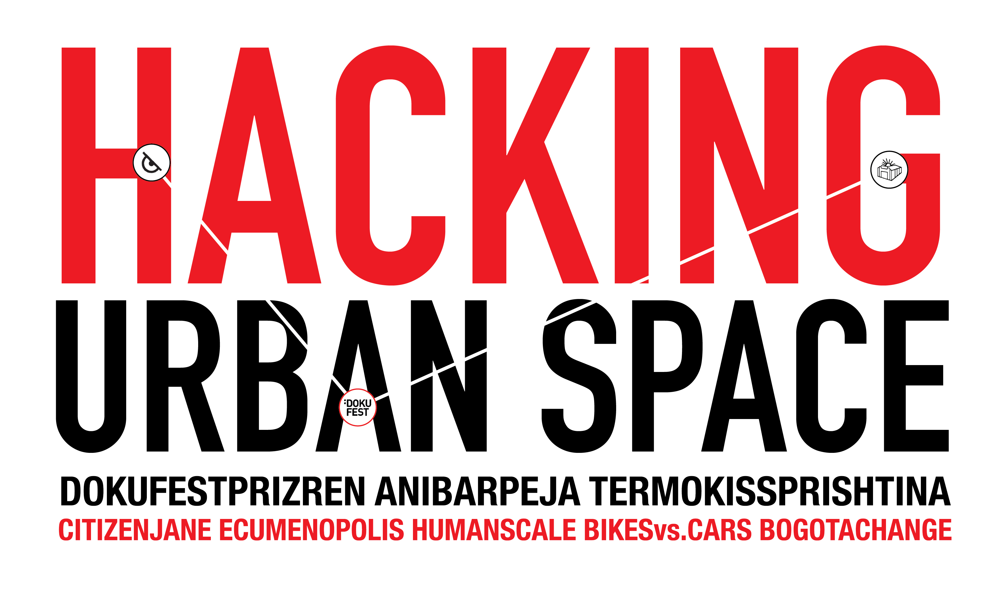 HACKING
URBAN SPACE
:DOKU
FEST
DOKUFESTPRIZREN ANIBARPEJA TERMOKISSPRISHTINA
CITIZENJANE ECUMENOPOLIS HUMANSCALE BIKESvs.CARS BOGOTACHANGE